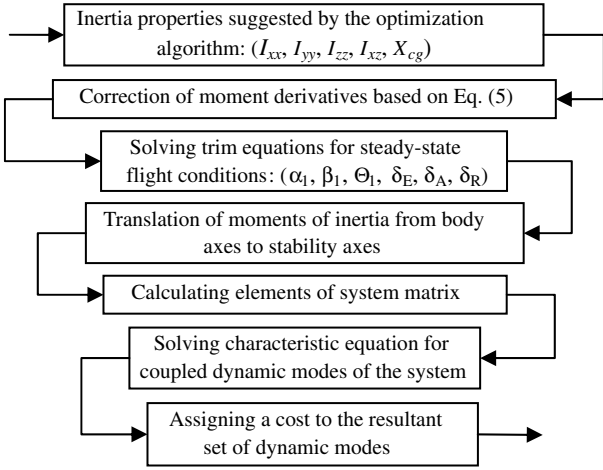 Inertia properties suggested by the optimization
algorithm: (Ixx, Iyy, Izz, Ixz, Xcg)
Correction of moment derivatives based on Eq. (5)
Solving trim equations for steady-state
flight conditions: (α1, β1, Θ1, δE, δA, δR)
Translation of moments of inertia from body
axes to stability axes
Calculating elements of system matrix
Solving characteristic equation for
coupled dynamic modes of the system
Assigning a cost to the resultant
set of dynamic modes